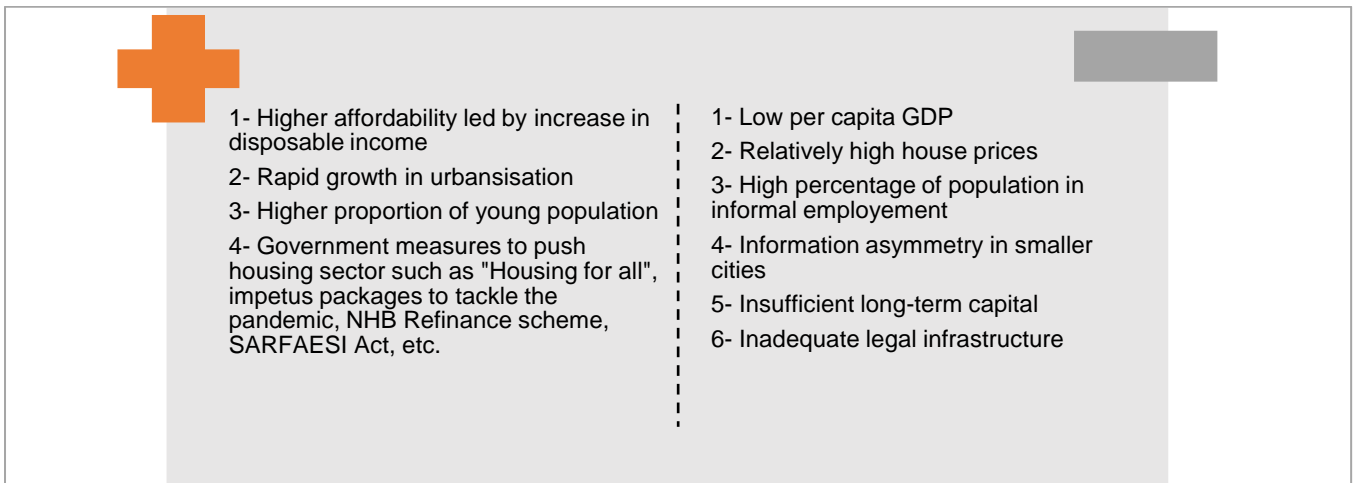 1- Higher affordability led by increase in
disposable income
2- Rapid growth in urbansisation
3- Higher proportion of young population
4- Government measures to push
housing sector such as "Housing for all",
impetus packages to tackle the
pandemic, NHB Refinance scheme,
SARFAESI Act, etc.
1- Low per capita GDP
2- Relatively high house prices
3- High percentage of population in
informal employement
4- Information asymmetry in smaller
cities
5- Insufficient long-term capital
6- Inadequate legal infrastructure